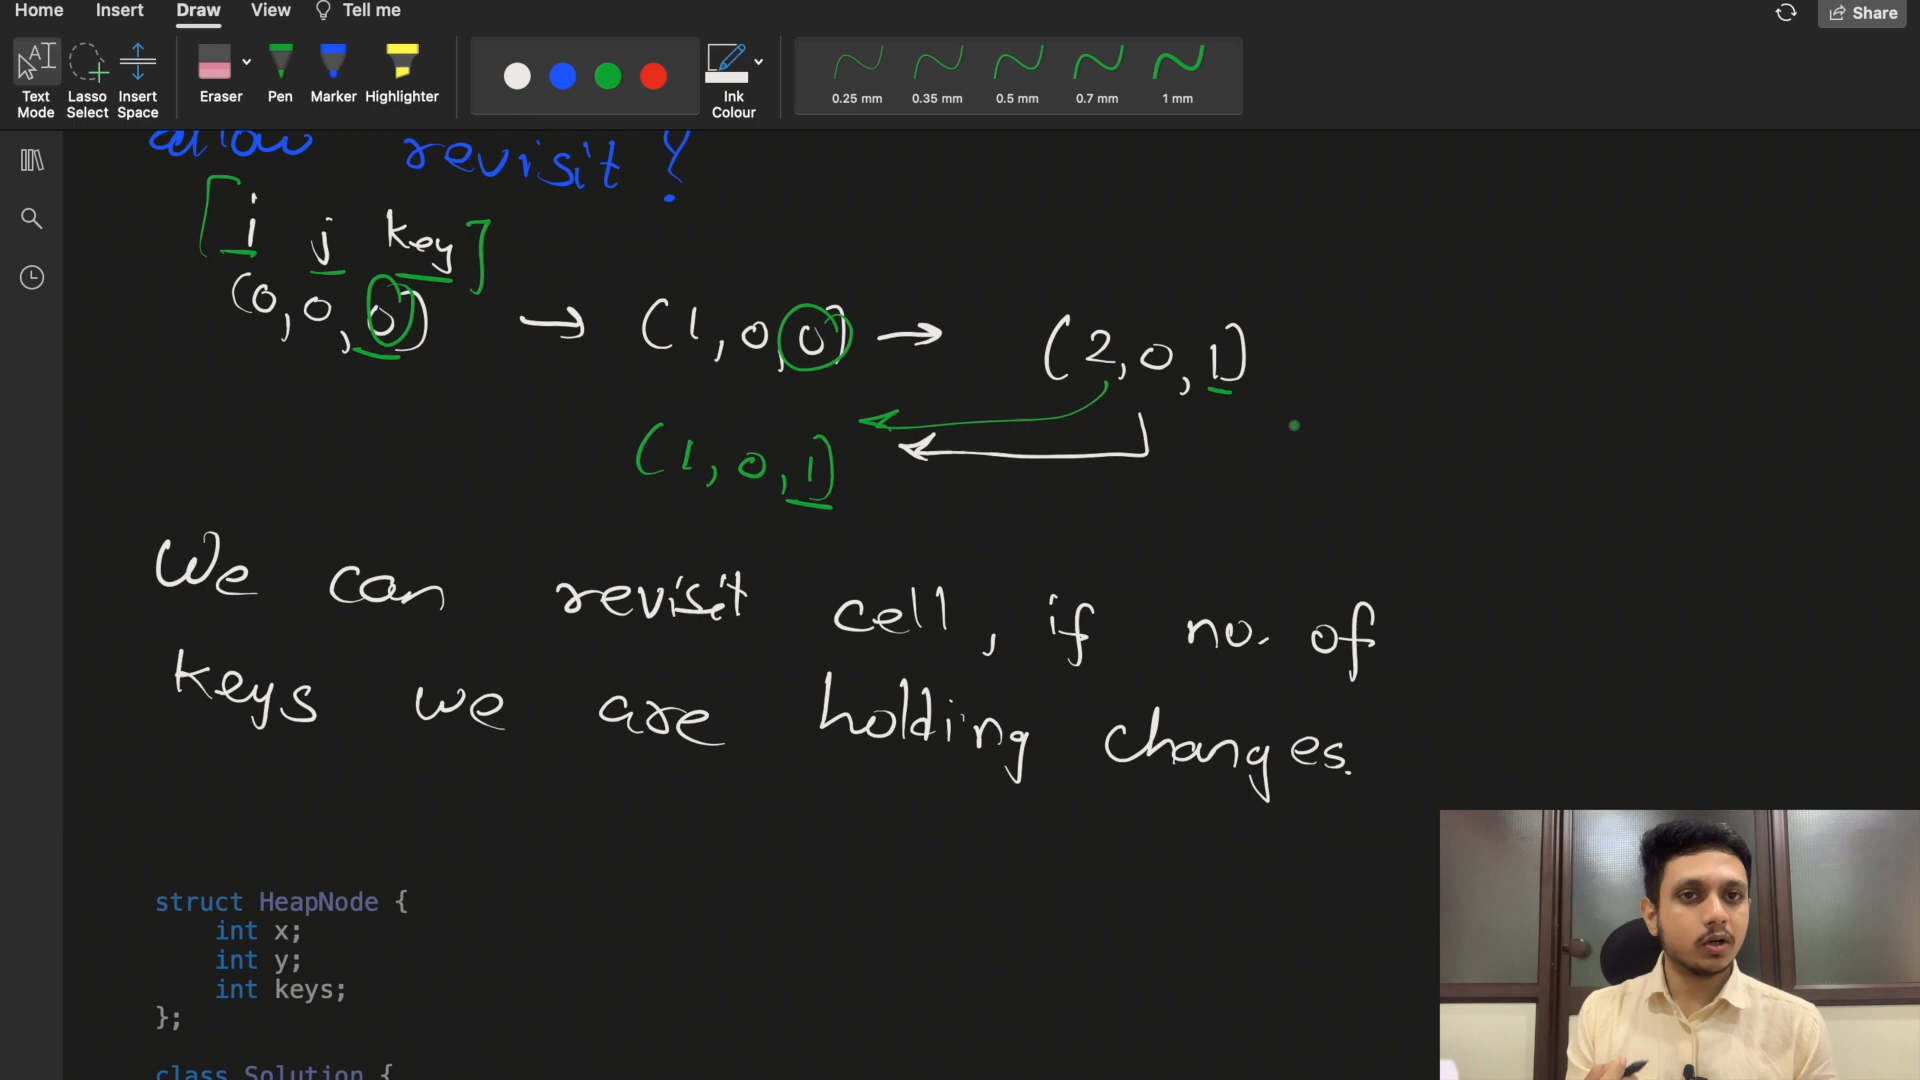 Home Insert Draw View Tell me Share
Text Mode Lasso Select Insert Space Eraser Pen Marker Highlighter Ink Colour 0.25 mm 0.35 mm 0.5 mm 0.7 mm 1 mm
allow revisit?
[i j key]
(0, 0, 0) → (1, 0, 0) → (2, 0, 1)
(1, 0, 1)
We can revisit cell, if no. of
keys we are holding changes.
struct HeapNode {
int x;
int y;
int keys;
};
class Solution {